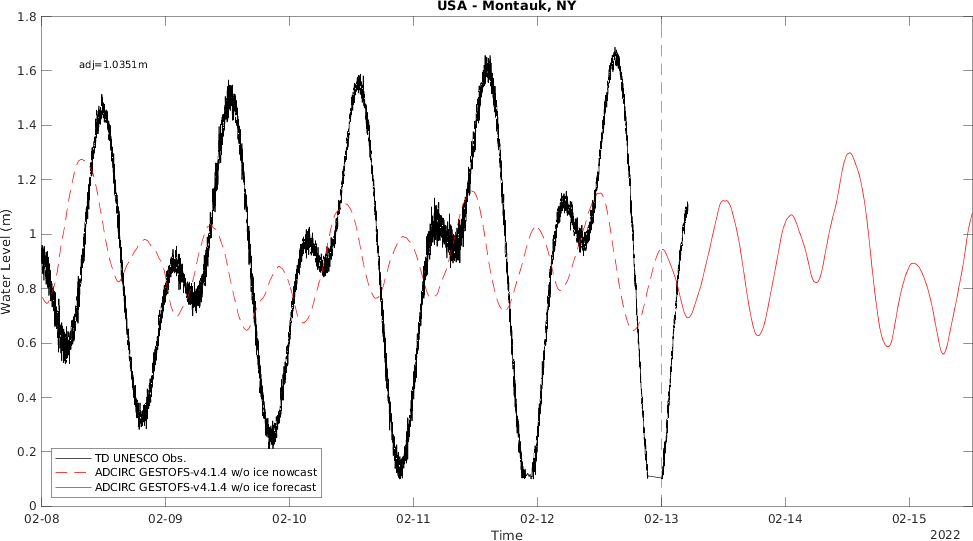 USA - Montauk, NY
adj=1.0351m
1.8
1.6
1.4
1.2
1
0.8
0.6
0.4
0.2
0
Water Level (m)
TD UNESCO Obs.
ADCIRC GESTOFS-v4.1.4 w/o ice nowcast
ADCIRC GESTOFS-v4.1.4 w/o ice forecast
02-08 02-09 02-10 02-11 02-12 02-13 02-14 02-15
Time
2022